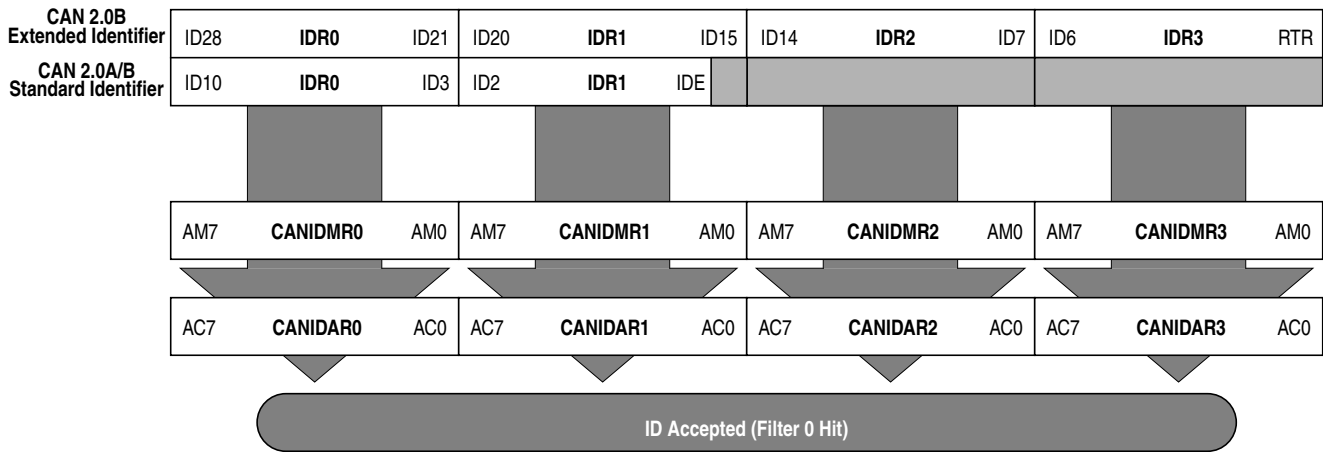 CAN 2.0B
Extended Identifier
ID28 IDR0 ID21 ID20 IDR1 ID15 ID14 IDR2 ID7 ID6 IDR3 RTR
CAN 2.0A/B
Standard Identifier
ID10 IDR0 ID3 ID2 IDR1 IDE
AM7 CANIDMR0 AM0 AM7 CANIDMR1 AM0 AM7 CANIDMR2 AM0 AM7 CANIDMR3 AM0
AC7 CANIDAR0 AC0 AC7 CANIDAR1 AC0 AC7 CANIDAR2 AC0 AC7 CANIDAR3 AC0
ID Accepted (Filter 0 Hit)